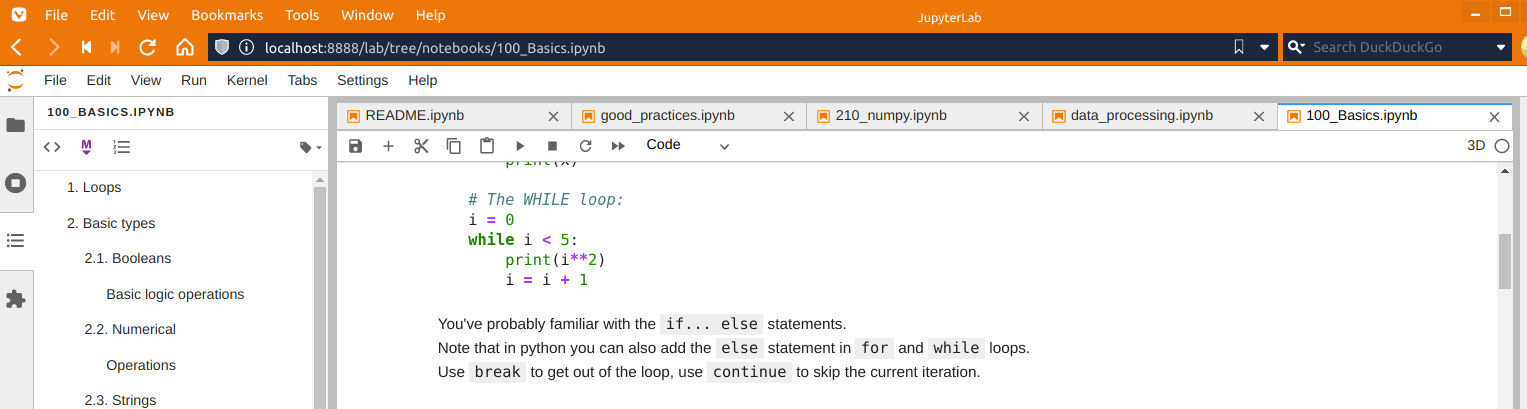 File Edit View Bookmarks Tools Window Help
JupyterLab
localhost:8888/lab/tree/notebooks/100_Basics.ipynb
Search DuckDuckGo
File Edit View Run Kernel Tabs Settings Help
100_BASICS.IPYNB
README.ipynb
good_practices.ipynb
210_numpy.ipynb
data_processing.ipynb
100_Basics.ipynb
M
Code
3D
1. Loops
2. Basic types
2.1. Booleans
Basic logic operations
2.2. Numerical
Operations
2.3. Strings
print(x)
# The WHILE loop:
i = 0
while i < 5:
print(i**2)
i = i + 1
You've probably familiar with the if... else statements.
Note that in python you can also add the else statement in for and while loops.
Use break to get out of the loop, use continue to skip the current iteration.